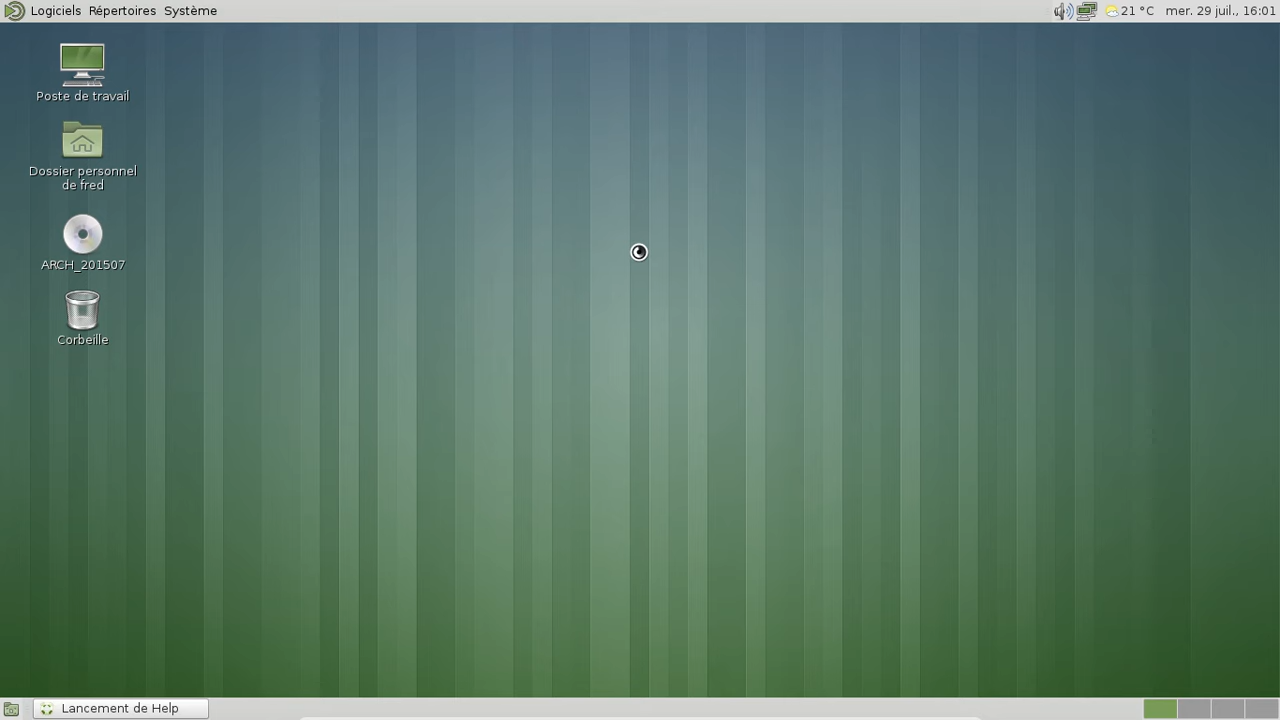 Logiciels Répertoires Système
21 °C mer. 29 juil., 16:01
Poste de travail
Dossier personnel
de fred
ARCH_201507
Corbeille
Lancement de Help